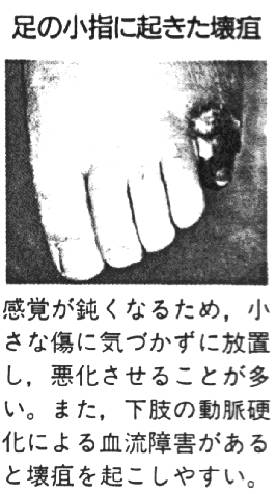 足の小指に起きた壊疽
感覚が鈍くなるため，小
さな傷に気づかずに放置
し，悪化させることが多
い。また，下肢の動脈硬
化による血流障害がある
と壊疽を起こしやすい。